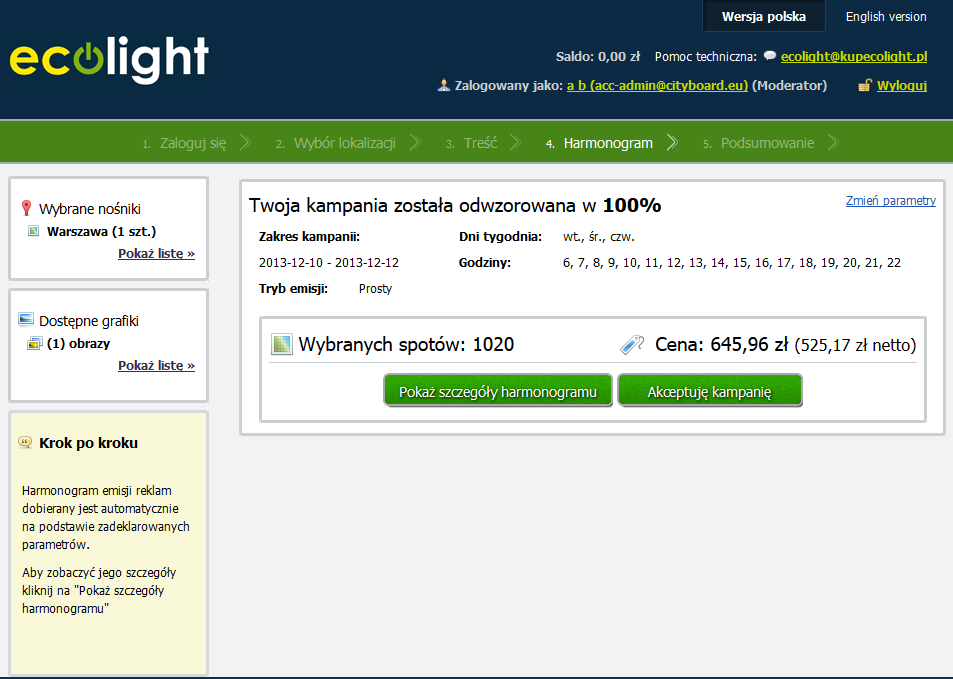 Wersja polska English version
ecolight
Saldo: 0,00 zł Pomoc techniczna: ecolight@kupecolight.pl
Zalogowany jako: a b (acc-admin@cityboard.eu) (Moderator) Wyloguj
1. Zaloguj się 2. Wybór lokalizacji 3. Treść 4. Harmonogram 5. Podsumowanie
Wybrane nośniki
Warszawa (1 szt.)
Pokaż listę »
Dostępne grafiki
(1) obrazy
Pokaż listę »
Krok po kroku
Harmonogram emisji reklam
dobierany jest automatycznie
na podstawie zadeklarowanych
parametrów.
Aby zobaczyć jego szczegóły
kliknij na "Pokaż szczegóły
harmonogramu"
Twoja kampania została odwzorowana w 100% Zmień parametry
Zakres kampanii: Dni tygodnia: wt., śr., czw.
2013-12-10 - 2013-12-12 Godziny: 6, 7, 8, 9, 10, 11, 12, 13, 14, 15, 16, 17, 18, 19, 20, 21, 22
Tryb emisji: Prosty
Wybranych spotów: 1020 Cena: 645,96 zł (525,17 zł netto)
Pokaż szczegóły harmonogramu Akceptuję kampanię